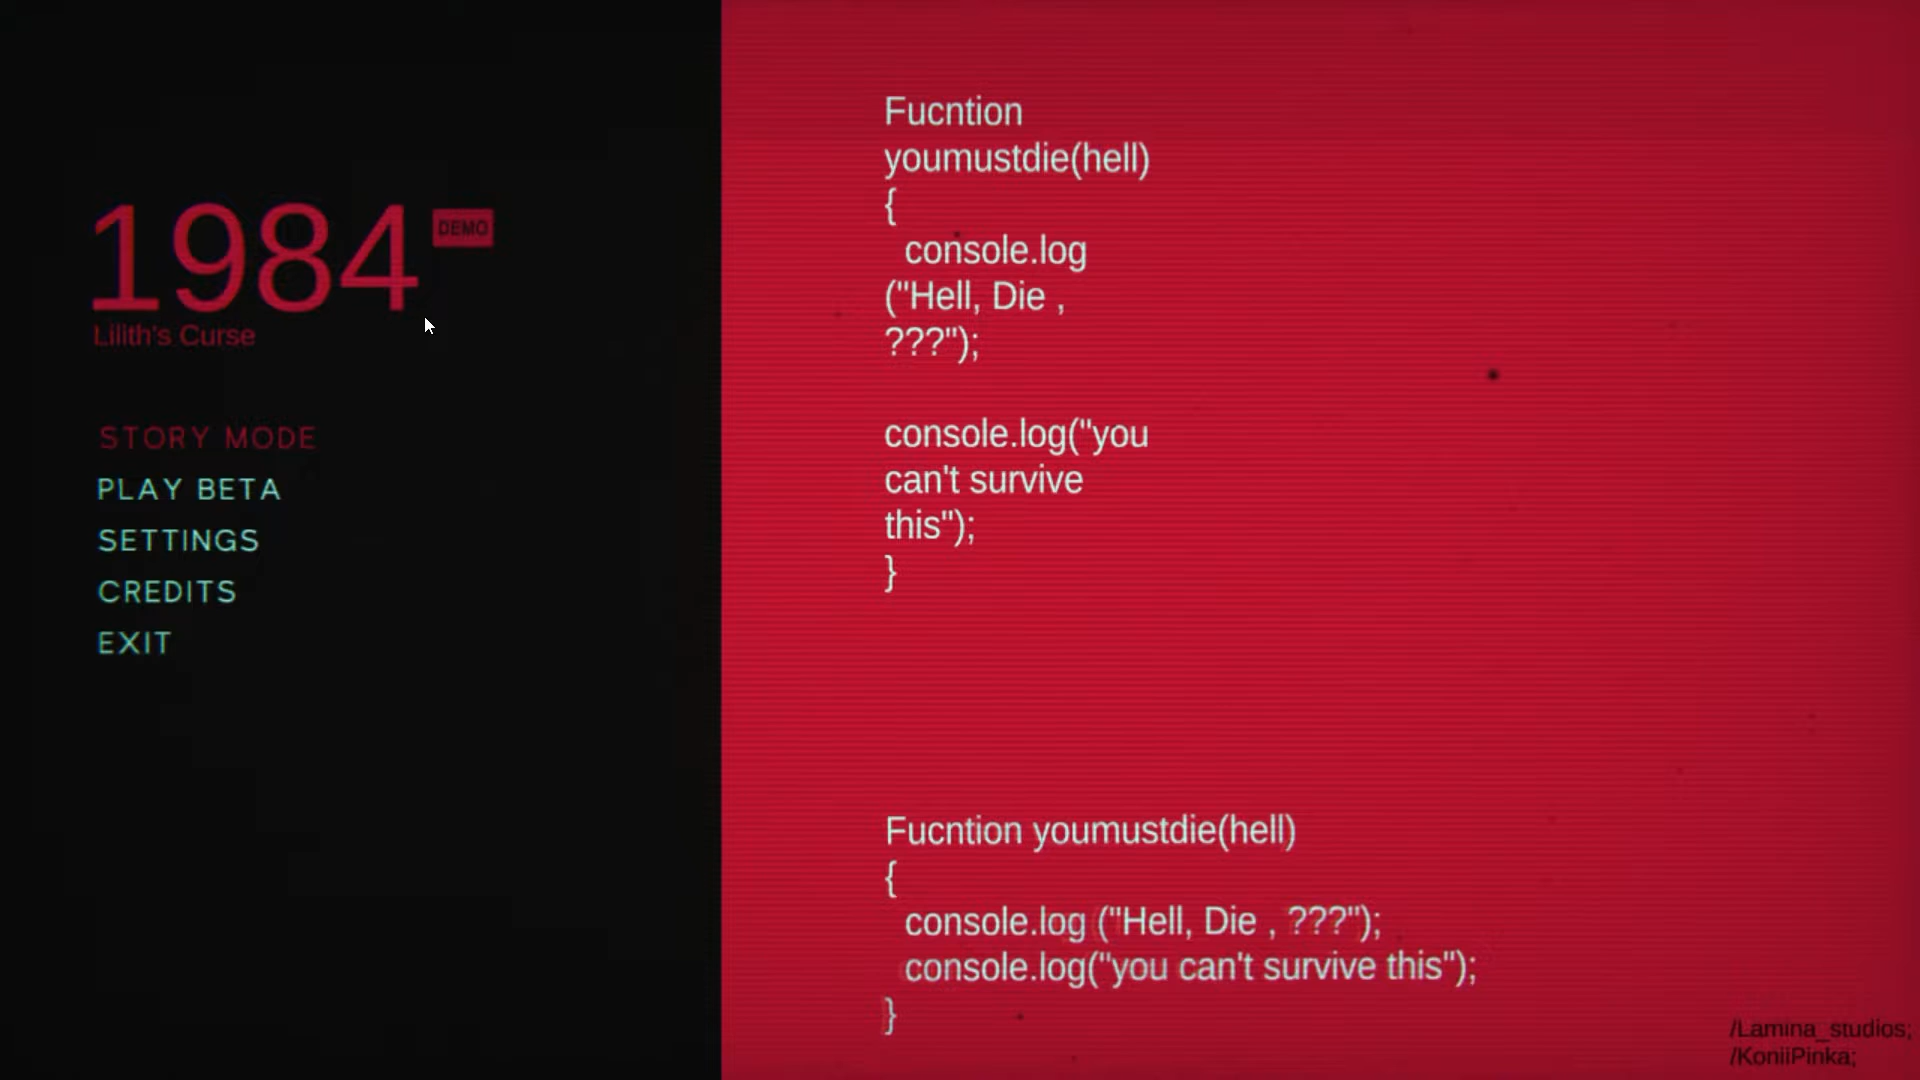 1984 DEMO
Lilith's Curse
STORY MODE
PLAY BETA
SETTINGS
CREDITS
EXIT
Fucntion
youmustdie(hell)
{
console.log
("Hell, Die ,
???");
console.log("you
can't survive
this");
}
Fucntion youmustdie(hell)
{
console.log ("Hell, Die , ???");
console.log("you can't survive this");
}
/Lamina_studios;
/KoniiPinka;